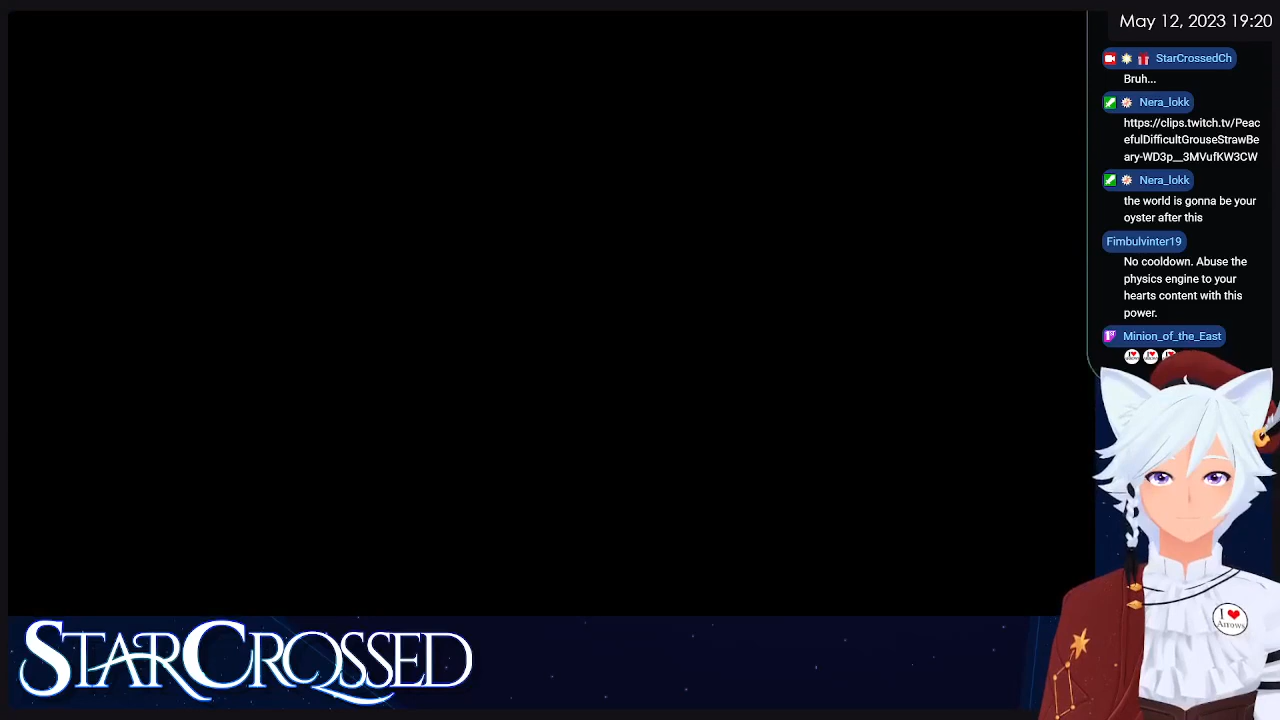 May 12, 2023 19:20
StarCrossedCh
Bruh...
Nera_lokk
https://clips.twitch.tv/Peac
efulDifficultGrouseStrawBe
ary-WD3p__3MVufKW3CW
Nera_lokk
the world is gonna be your
oyster after this
Fimbulvinter19
No cooldown. Abuse the
physics engine to your
hearts content with this
power.
Minion_of_the_East
I ❤
Arrows
STARCROSSED